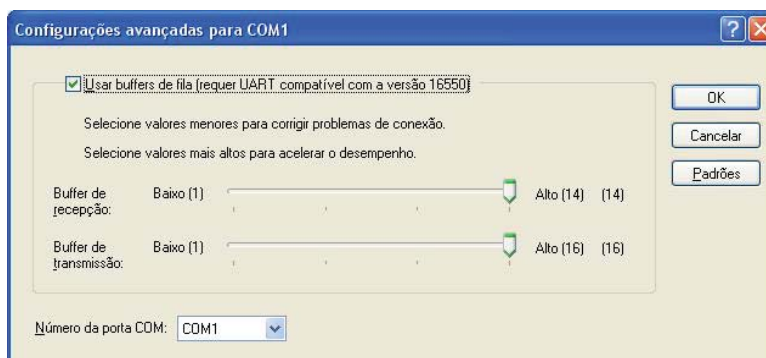 Configurações avançadas para COM1
Usar buffers de fila (requer UART compatível com a versão 16550)
OK
Selecione valores menores para corrigir problemas de conexão.
Cancelar
Selecione valores mais altos para acelerar o desempenho.
Padrões
Buffer de recepção: Baixo (1) Alto (14) (14)
Buffer de transmissão: Baixo (1) Alto (16) (16)
Número da porta COM: COM1